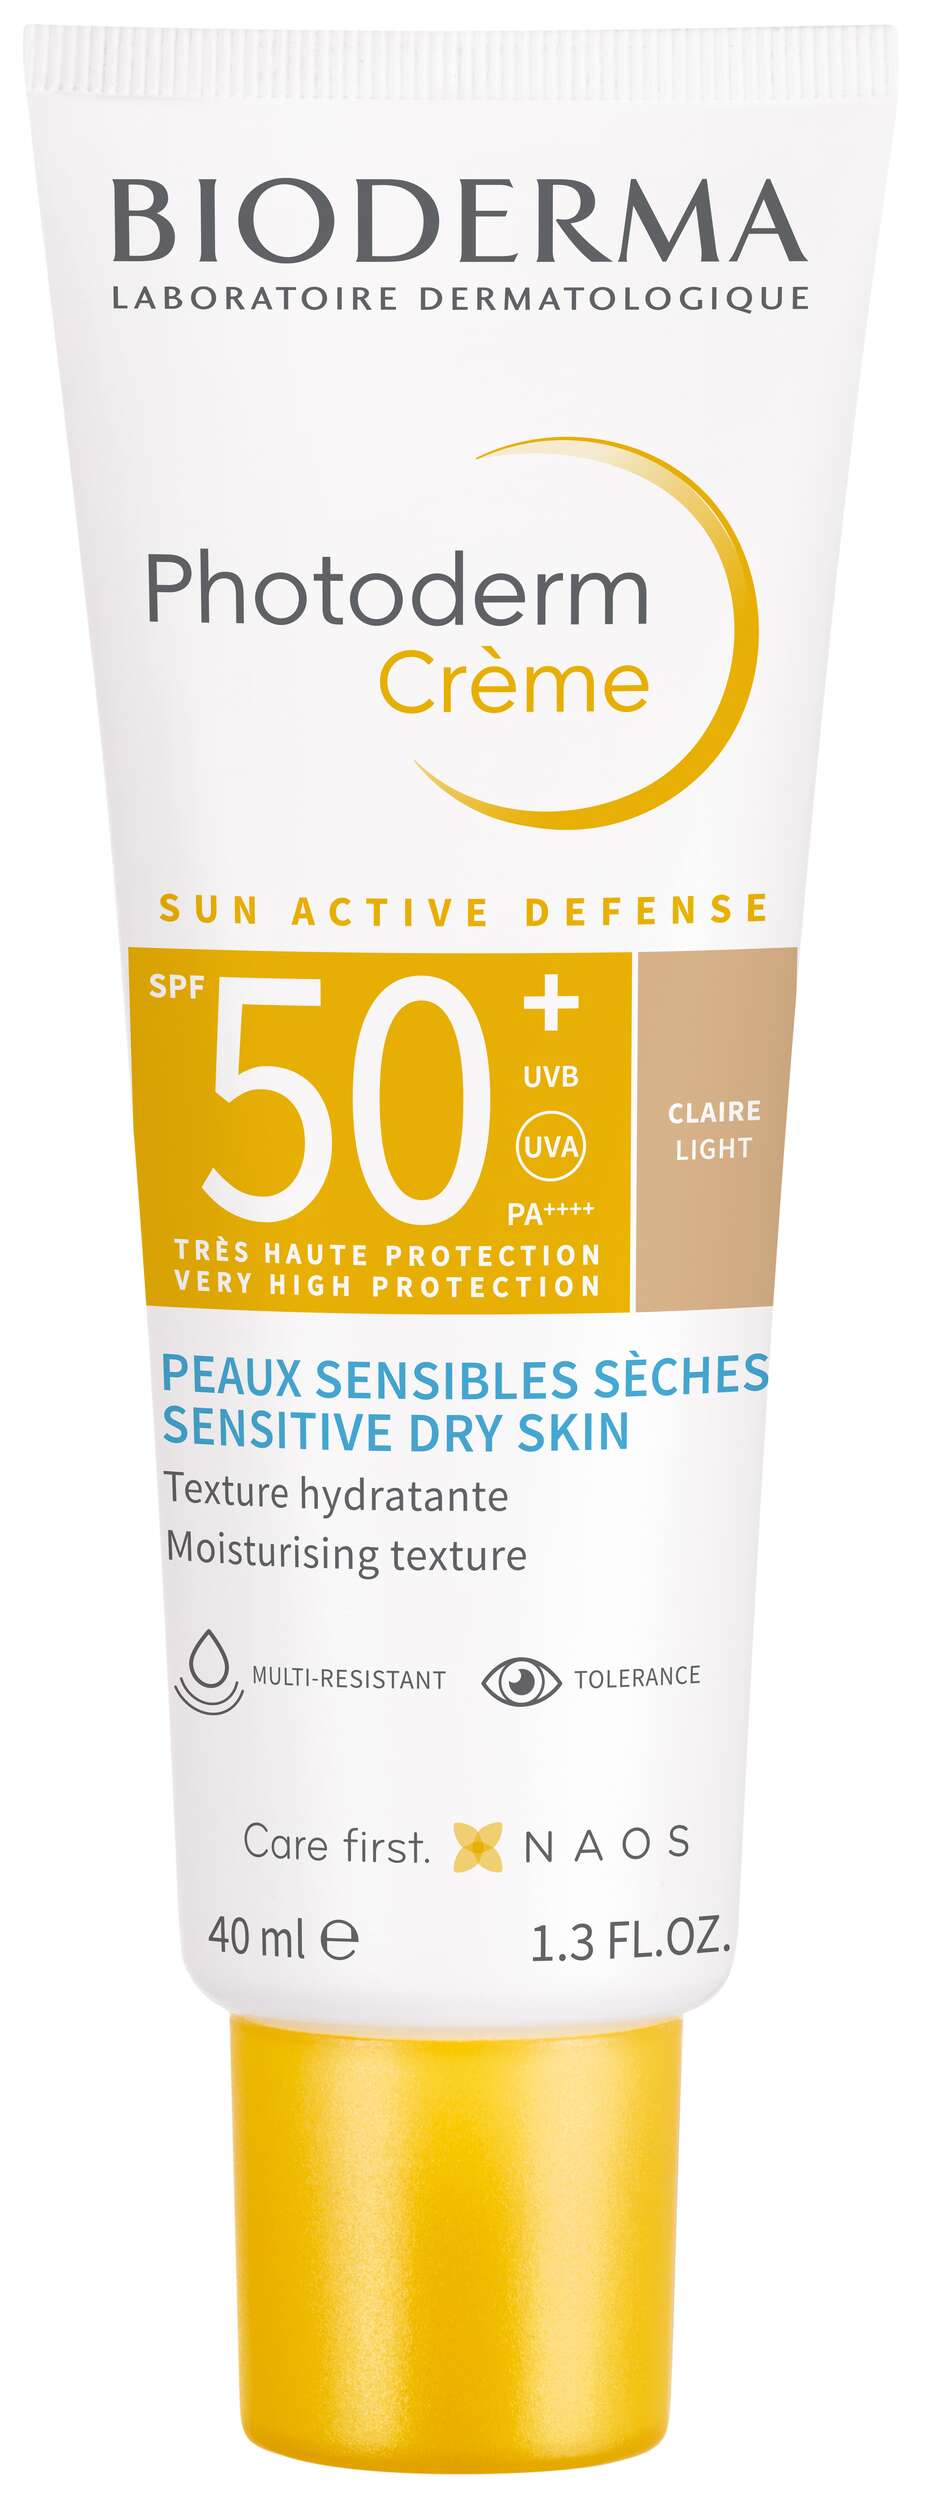 BIODERMA
LABORATOIRE DERMATOLOGIQUE
Photoderm
Crème
SUN ACTIVE DEFENSE
SPF 50+
UVB
UVA
PA++++
TRÈS HAUTE PROTECTION
VERY HIGH PROTECTION
CLAIRE
LIGHT
PEAUX SENSIBLES SÈCHES
SENSITIVE DRY SKIN
Texture hydratante
Moisturising texture
MULTI-RESISTANT TOLERANCE
Care first. NAOS
40 ml ℮ 1.3 FL.OZ.